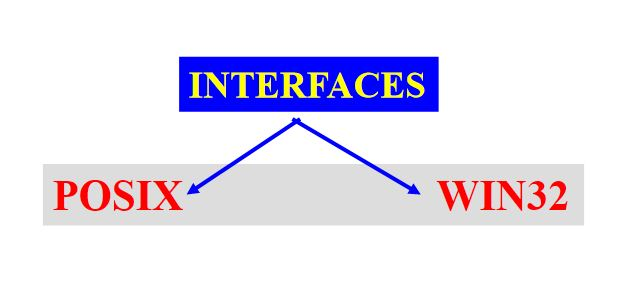 INTERFACES
POSIX WIN32